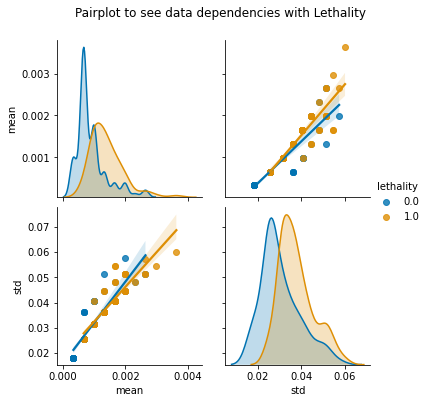 Pairplot to see data dependencies with Lethality
0.003
0.002
0.001
mean
lethality
0.0
1.0
0.07
0.06
0.05
0.04
0.03
0.02
std
0.000 0.002 0.004
mean
0.02 0.04 0.06
std